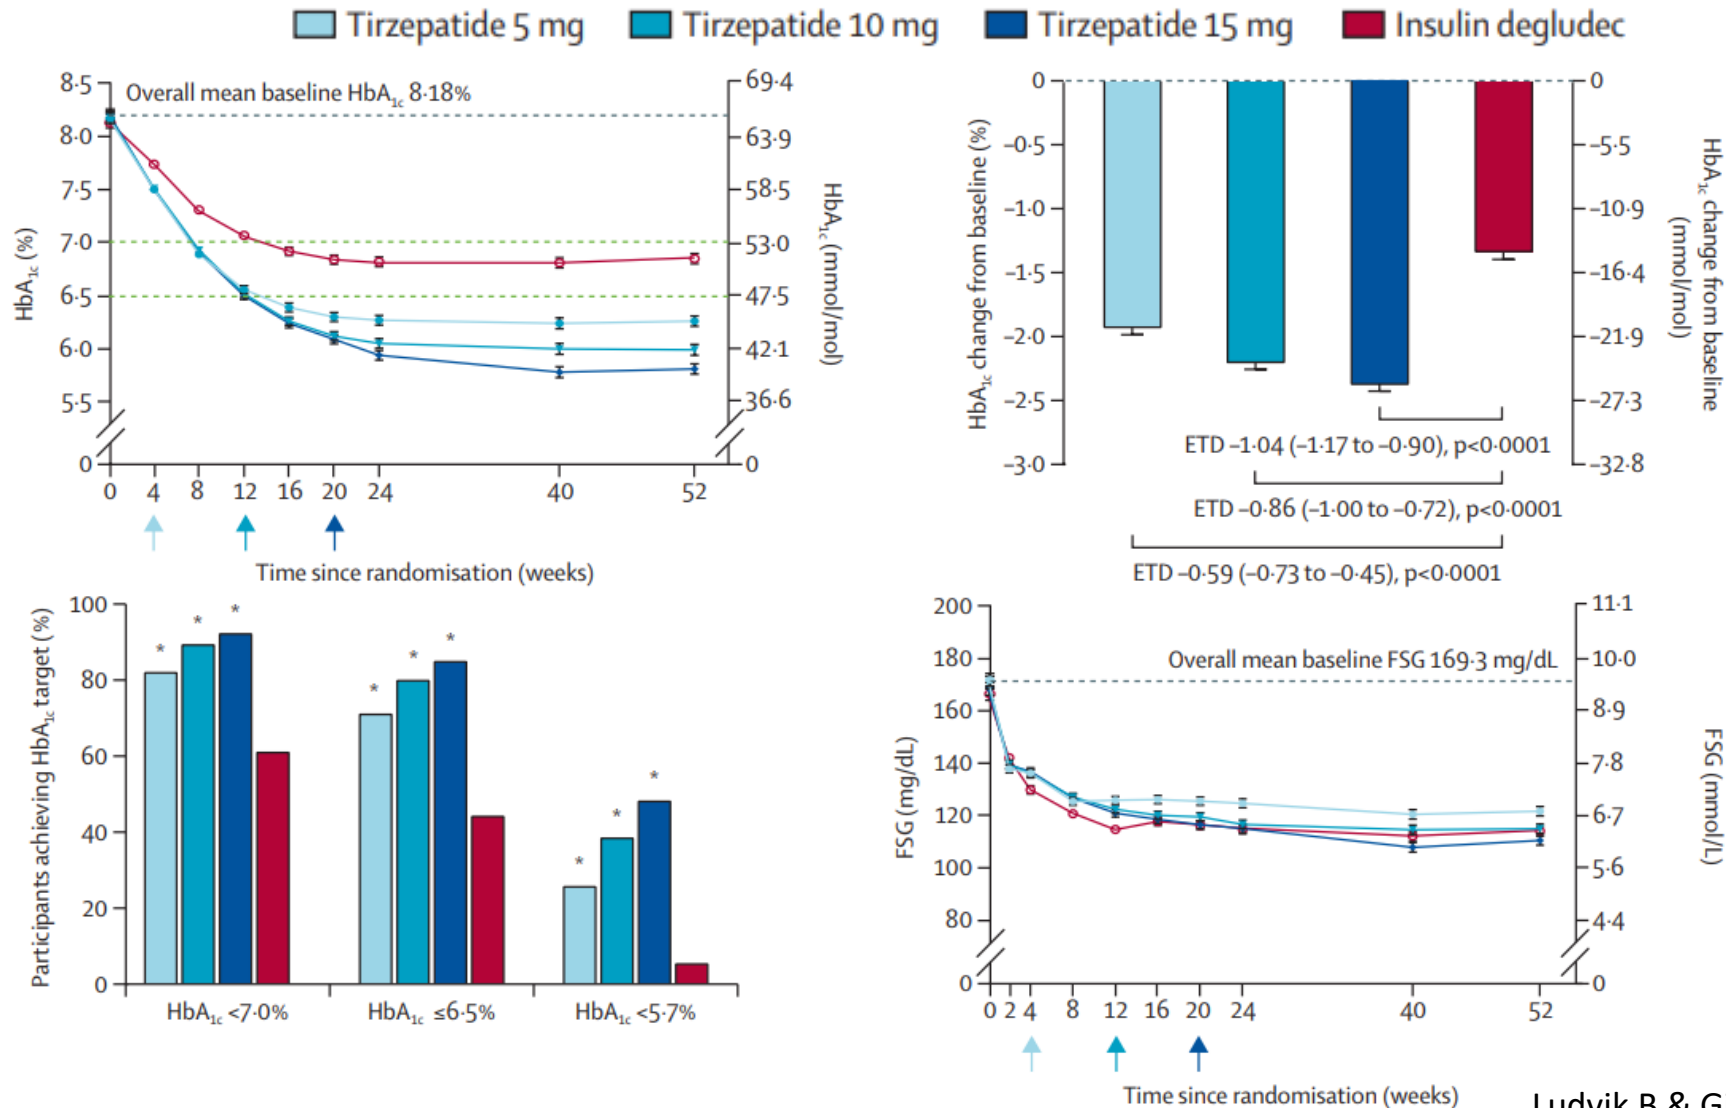 Tirzepatide 5 mg Tirzepatide 10 mg Tirzepatide 15 mg Insulin degludec
8·5
8·0
7·5
7·0
6·5
6·0
5·5
0
HbA1c (%)
Overall mean baseline HbA1c 8·18%
69·4
63·9
58·5
53·0
47·5
42·1
36·6
0
HbA1c (mmol/mol)
0 4 8 12 16 20 24 40 52
Time since randomisation (weeks)
0
–0·5
–1·0
–1·5
–2·0
–2·5
–3·0
HbA1c change from baseline (%)
0
–5·5
–10·9
–16·4
–21·9
–27·3
–32·8
HbA1c change from baseline
(mmol/mol)
ETD –1·04 (–1·17 to –0·90), p<0·0001
ETD –0·86 (–1·00 to –0·72), p<0·0001
ETD –0·59 (–0·73 to –0·45), p<0·0001
100
80
60
40
20
0
Participants achieving HbA1c target (%)
* * *
* * *
* * *
HbA1c <7·0% HbA1c ≤6·5% HbA1c <5·7%
200
180
160
140
120
100
80
0
FSG (mg/dL)
Overall mean baseline FSG 169·3 mg/dL
11·1
10·0
8·9
7·8
6·7
5·6
4·4
0
FSG (mmol/L)
0 2 4 8 12 16 20 24 40 52
Time since randomisation (weeks)
Ludvik B & G